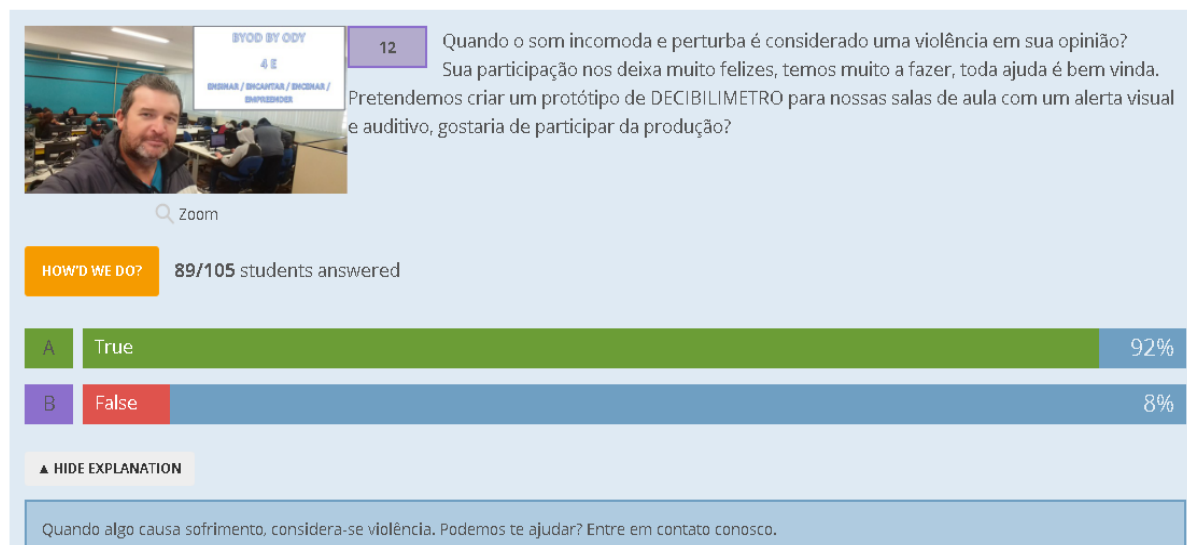 BYOD BY ODY
4 E
ENSINAR / ENCANTAR / ENCENAR /
EMPREENDER
12
Quando o som incomoda e perturba é considerado uma violência em sua opinião?
Sua participação nos deixa muito felizes, temos muito a fazer, toda ajuda é bem vinda.
Pretendemos criar um protótipo de DECIBILIMETRO para nossas salas de aula com um alerta visual
e auditivo, gostaria de participar da produção?
Zoom
HOW'D WE DO?
89/105 students answered
A True 92%
B False 8%
▲ HIDE EXPLANATION
Quando algo causa sofrimento, considera-se violência. Podemos te ajudar? Entre em contato conosco.